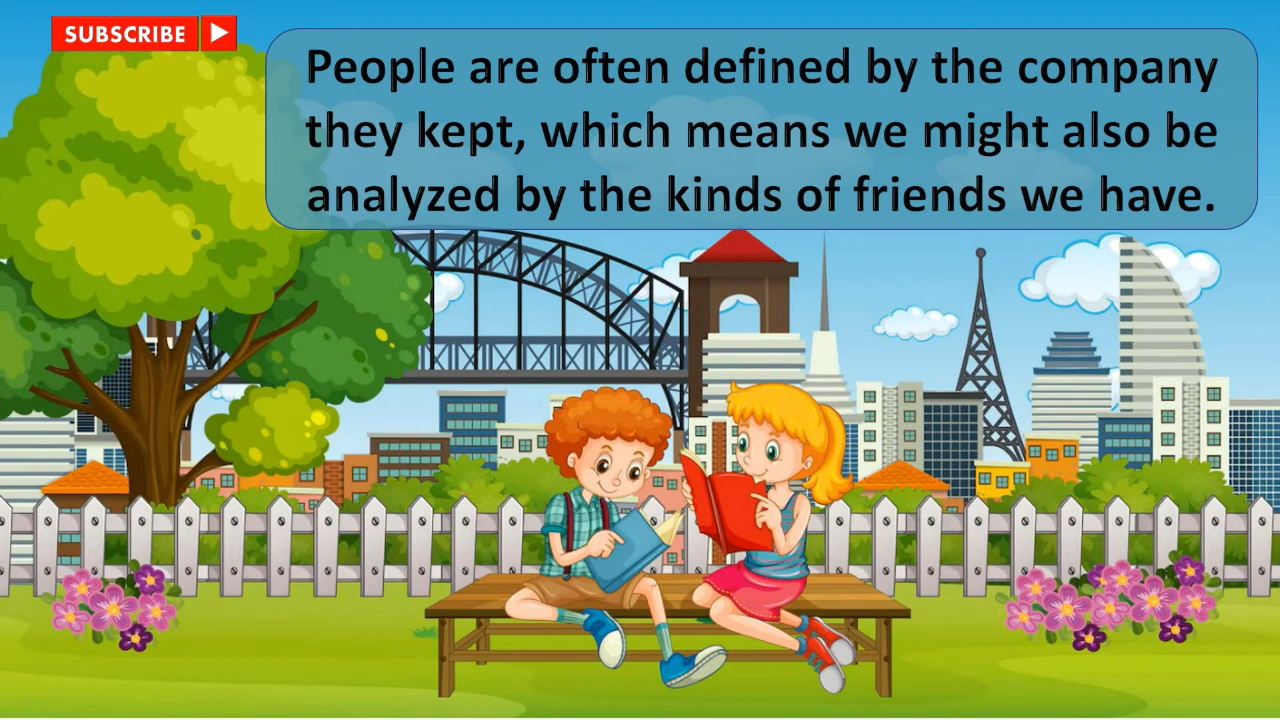 SUBSCRIBE
People are often defined by the company
they kept, which means we might also be
analyzed by the kinds of friends we have.